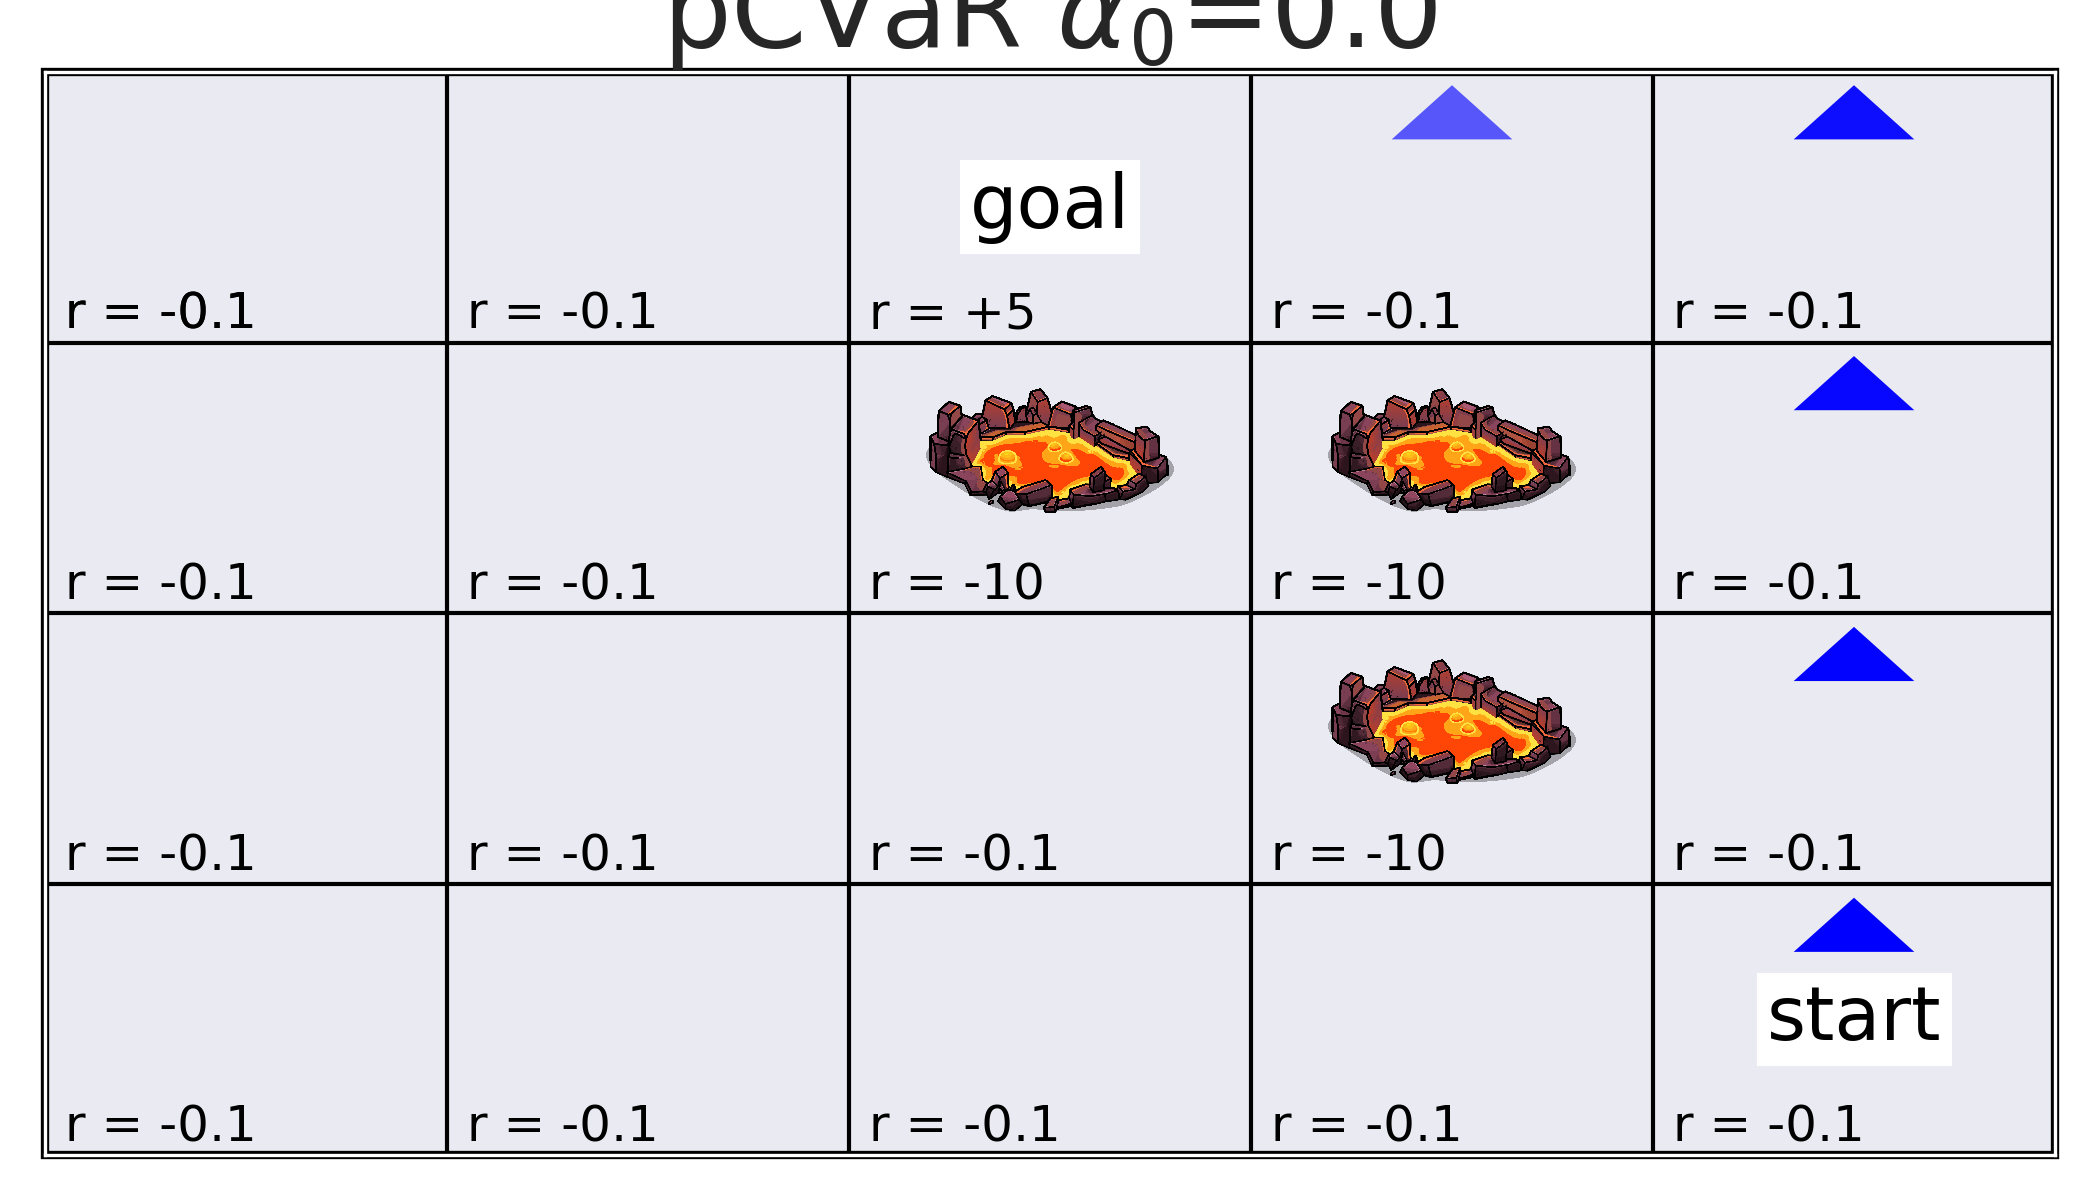 pCVaR α₀=0.0
goal
r = -0.1 r = -0.1 r = +5 r = -0.1 r = -0.1
r = -0.1 r = -0.1 r = -10 r = -10 r = -0.1
r = -0.1 r = -0.1 r = -0.1 r = -10 r = -0.1
start
r = -0.1 r = -0.1 r = -0.1 r = -0.1 r = -0.1